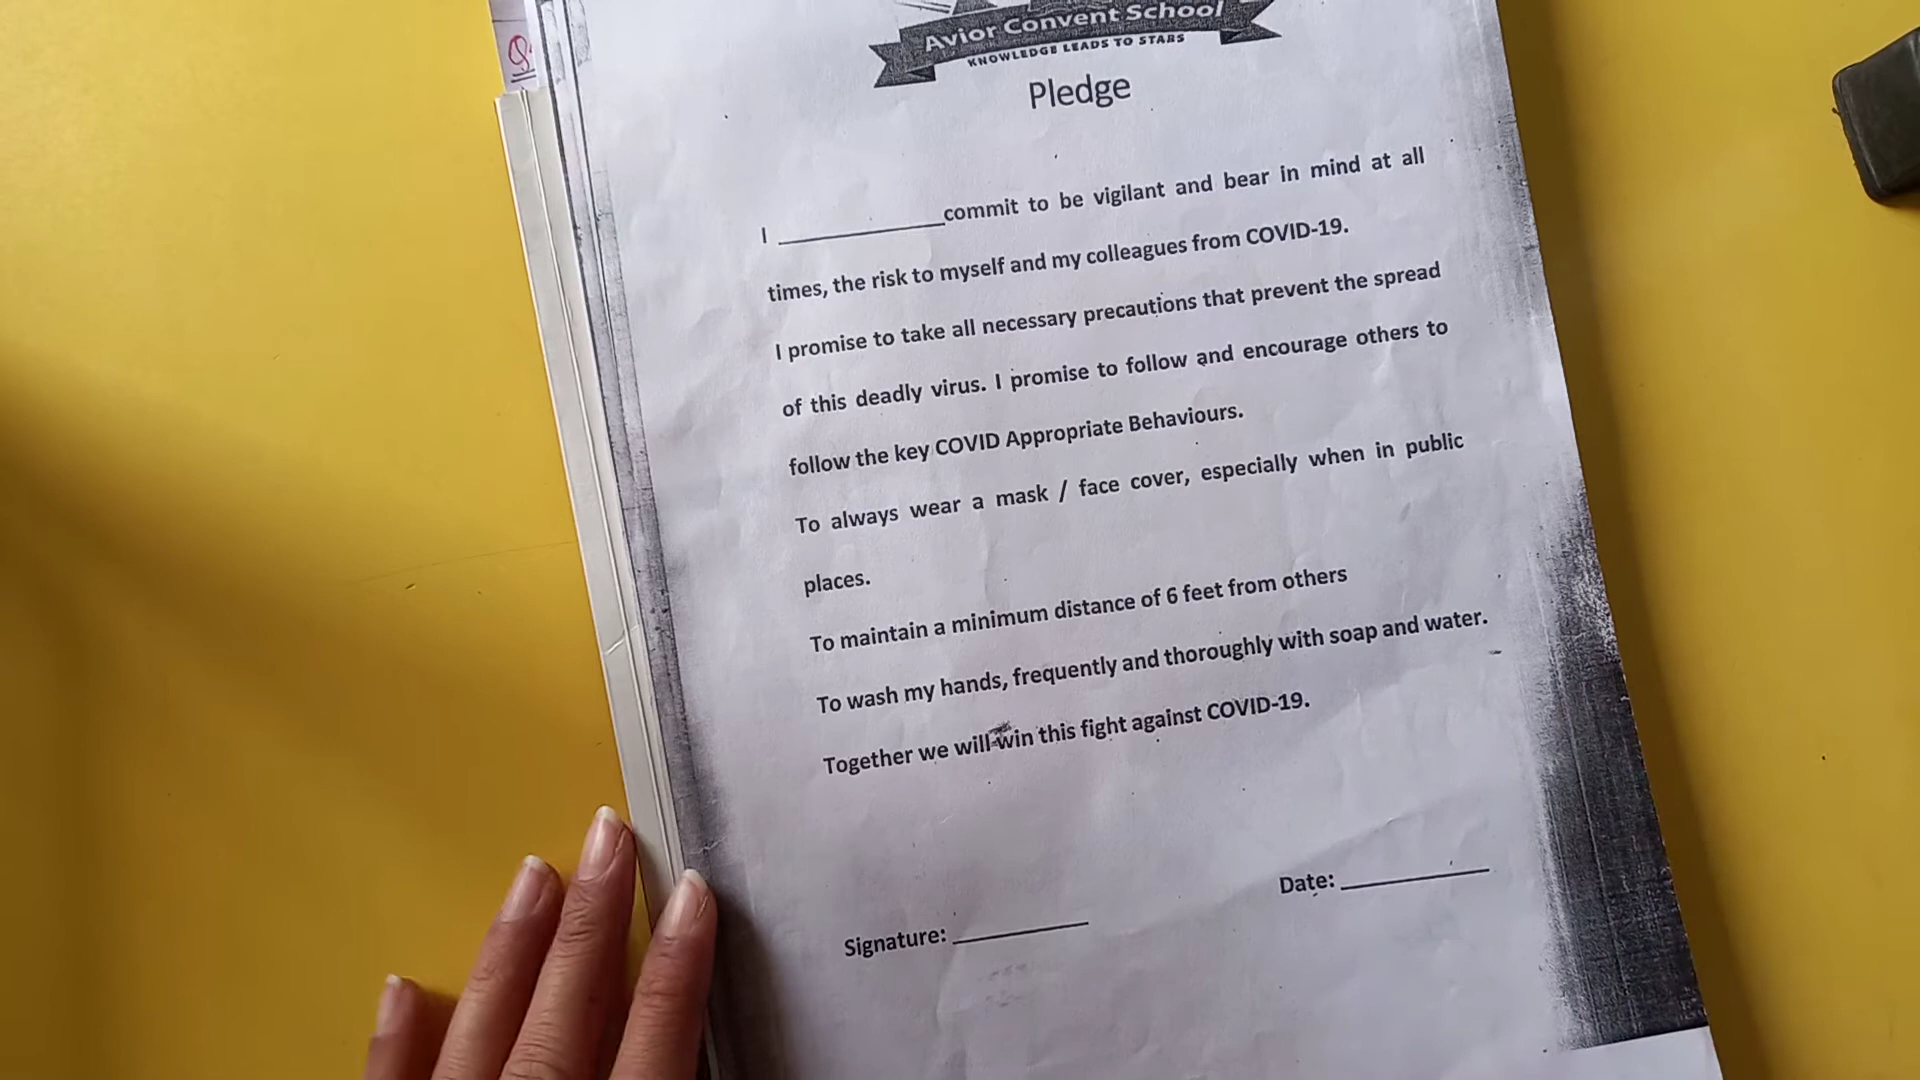 Avior Convent School
KNOWLEDGE LEADS TO STARS
Pledge
I ____________commit to be vigilant and bear in mind at all
times, the risk to myself and my colleagues from COVID-19.
I promise to take all necessary precautions that prevent the spread
of this deadly virus. I promise to follow and encourage others to
follow the key COVID Appropriate Behaviours.
To always wear a mask / face cover, especially when in public
places.
To maintain a minimum distance of 6 feet from others
To wash my hands, frequently and thoroughly with soap and water.
Together we will win this fight against COVID-19.
Date: ___________
Signature: __________